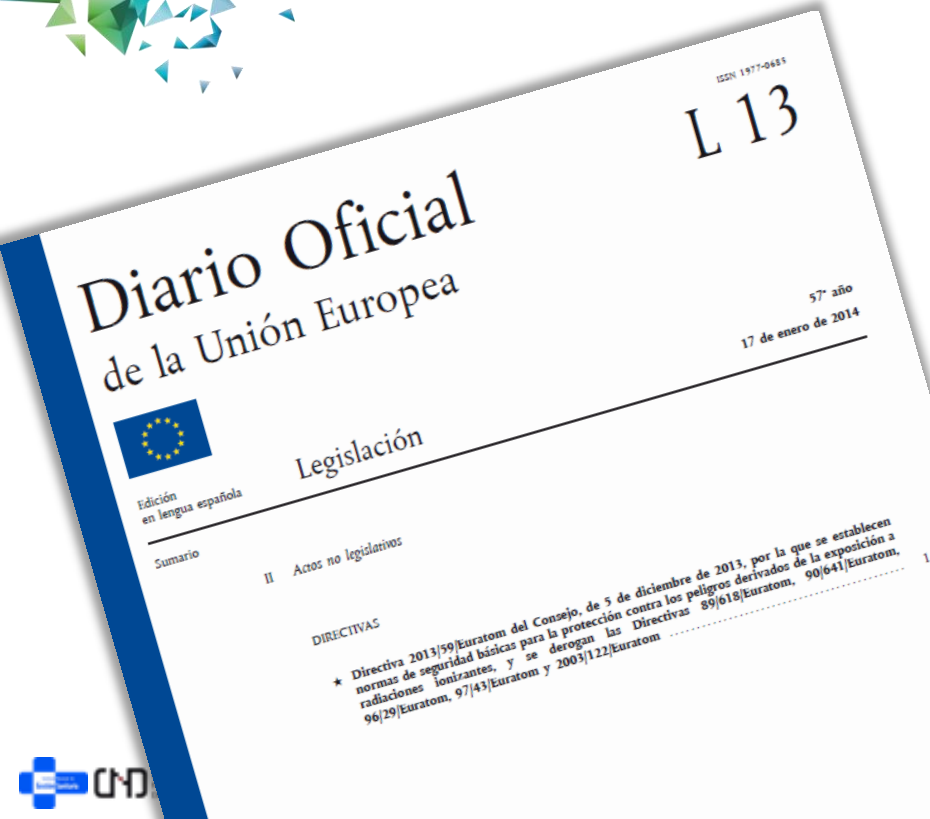 ISSN 1977-0685
L 13
Diario Oficial
de la Unión Europea
57° año
17 de enero de 2014
Legislación
Edición
en lengua española
Sumario
II Actos no legislativos
DIRECTIVAS
★ Directiva 2013/59/Euratom del Consejo, de 5 de diciembre de 2013, por la que se establecen
normas de seguridad básicas para la protección contra los peligros derivados de la exposición a
radiaciones ionizantes, y se derogan las Directivas 89/618/Euratom, 90/641/Euratom,
96/29/Euratom, 97/43/Euratom y 2003/122/Euratom ........................................ 1
CND